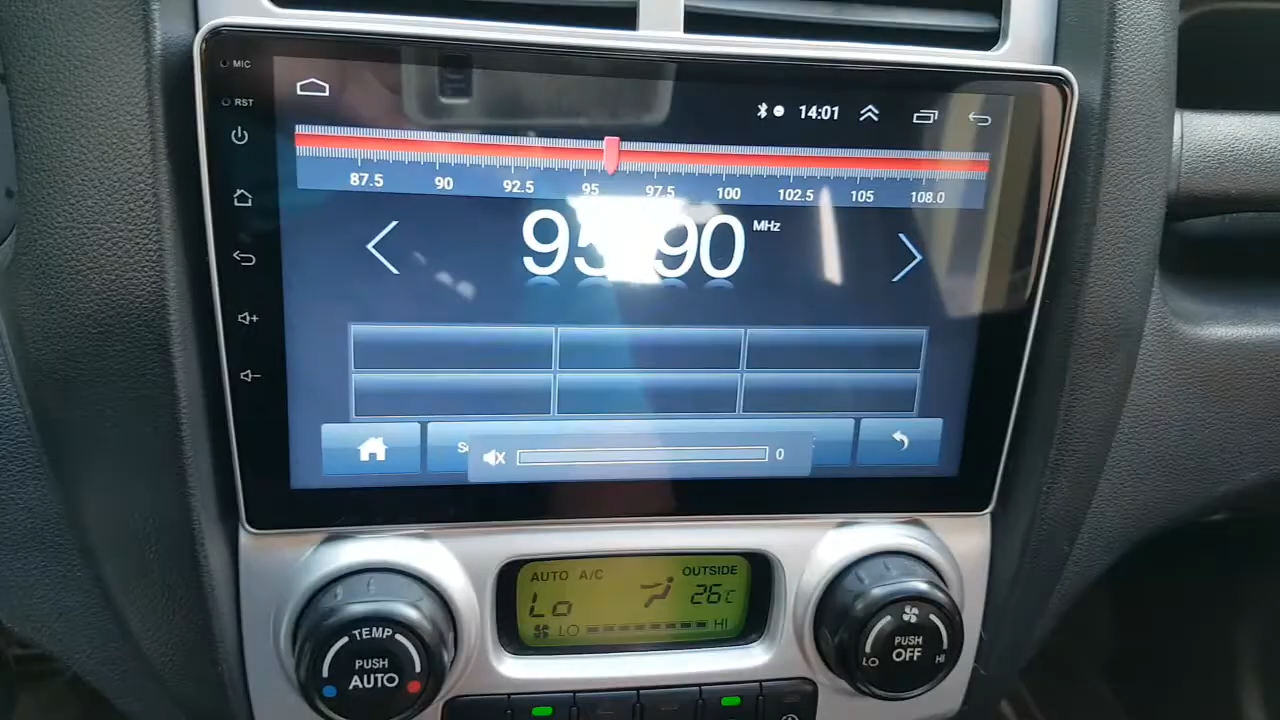 MIC
RST
14:01
87.5 90 92.5 95 97.5 100 102.5 105 108.0
95.90 MHz
0
AUTO A/C OUTSIDE
Lo 26c
LO HI
TEMP
PUSH
AUTO
PUSH
OFF
LO HI